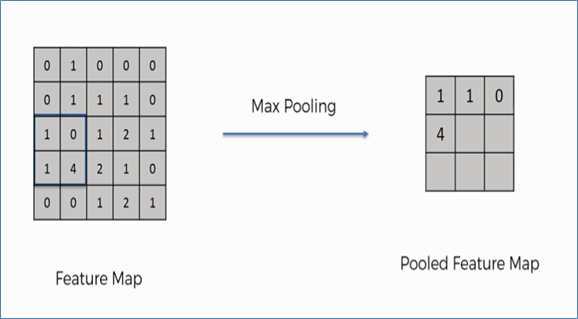 0 1 0 0 0
0 1 1 1 0
1 0 1 2 1
1 4 2 1 0
0 0 1 2 1
Feature Map
Max Pooling
1 1 0
4
Pooled Feature Map